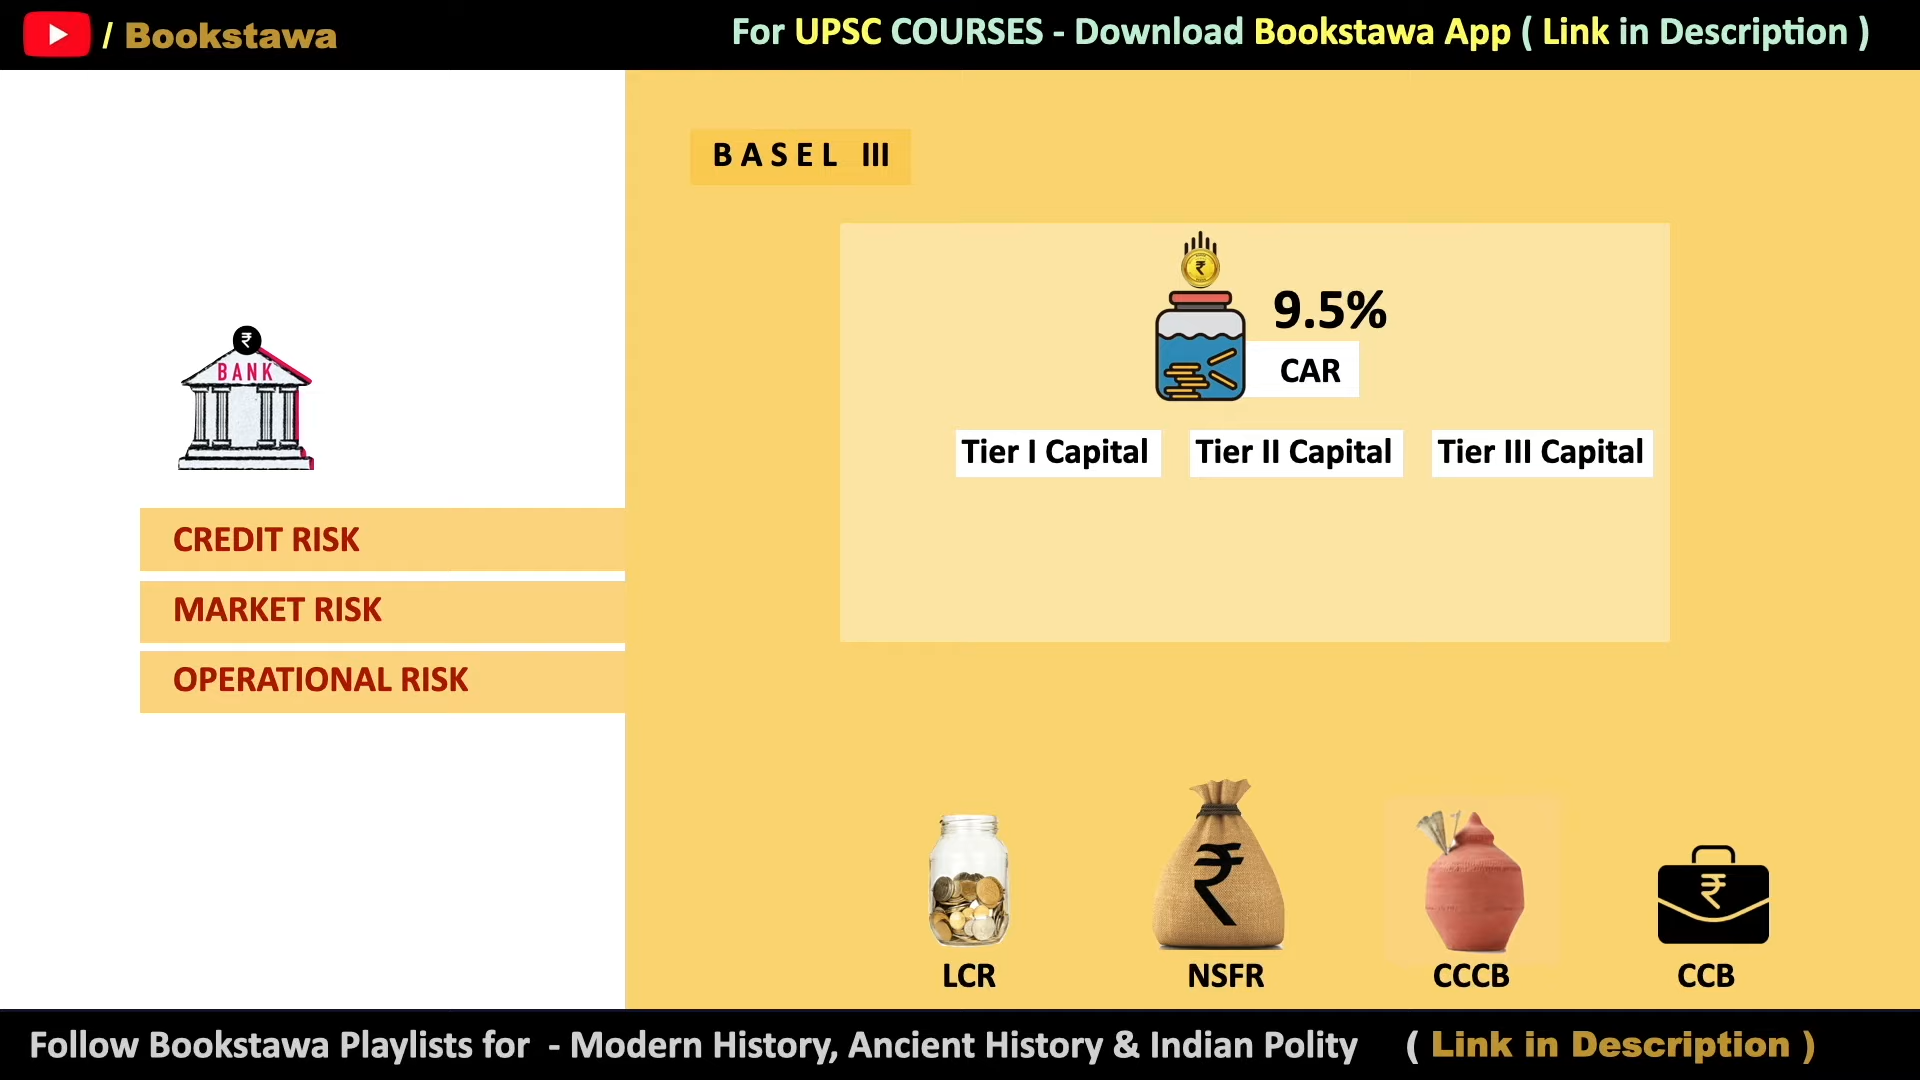 / Bookstawa
For UPSC COURSES - Download Bookstawa App ( Link in Description )
BASEL III
₹
9.5%
CAR
Tier I Capital
Tier II Capital
Tier III Capital
₹
BANK
CREDIT RISK
MARKET RISK
OPERATIONAL RISK
₹
₹
LCR
NSFR
CCCB
CCB
Follow Bookstawa Playlists for - Modern History, Ancient History & Indian Polity ( Link in Description )